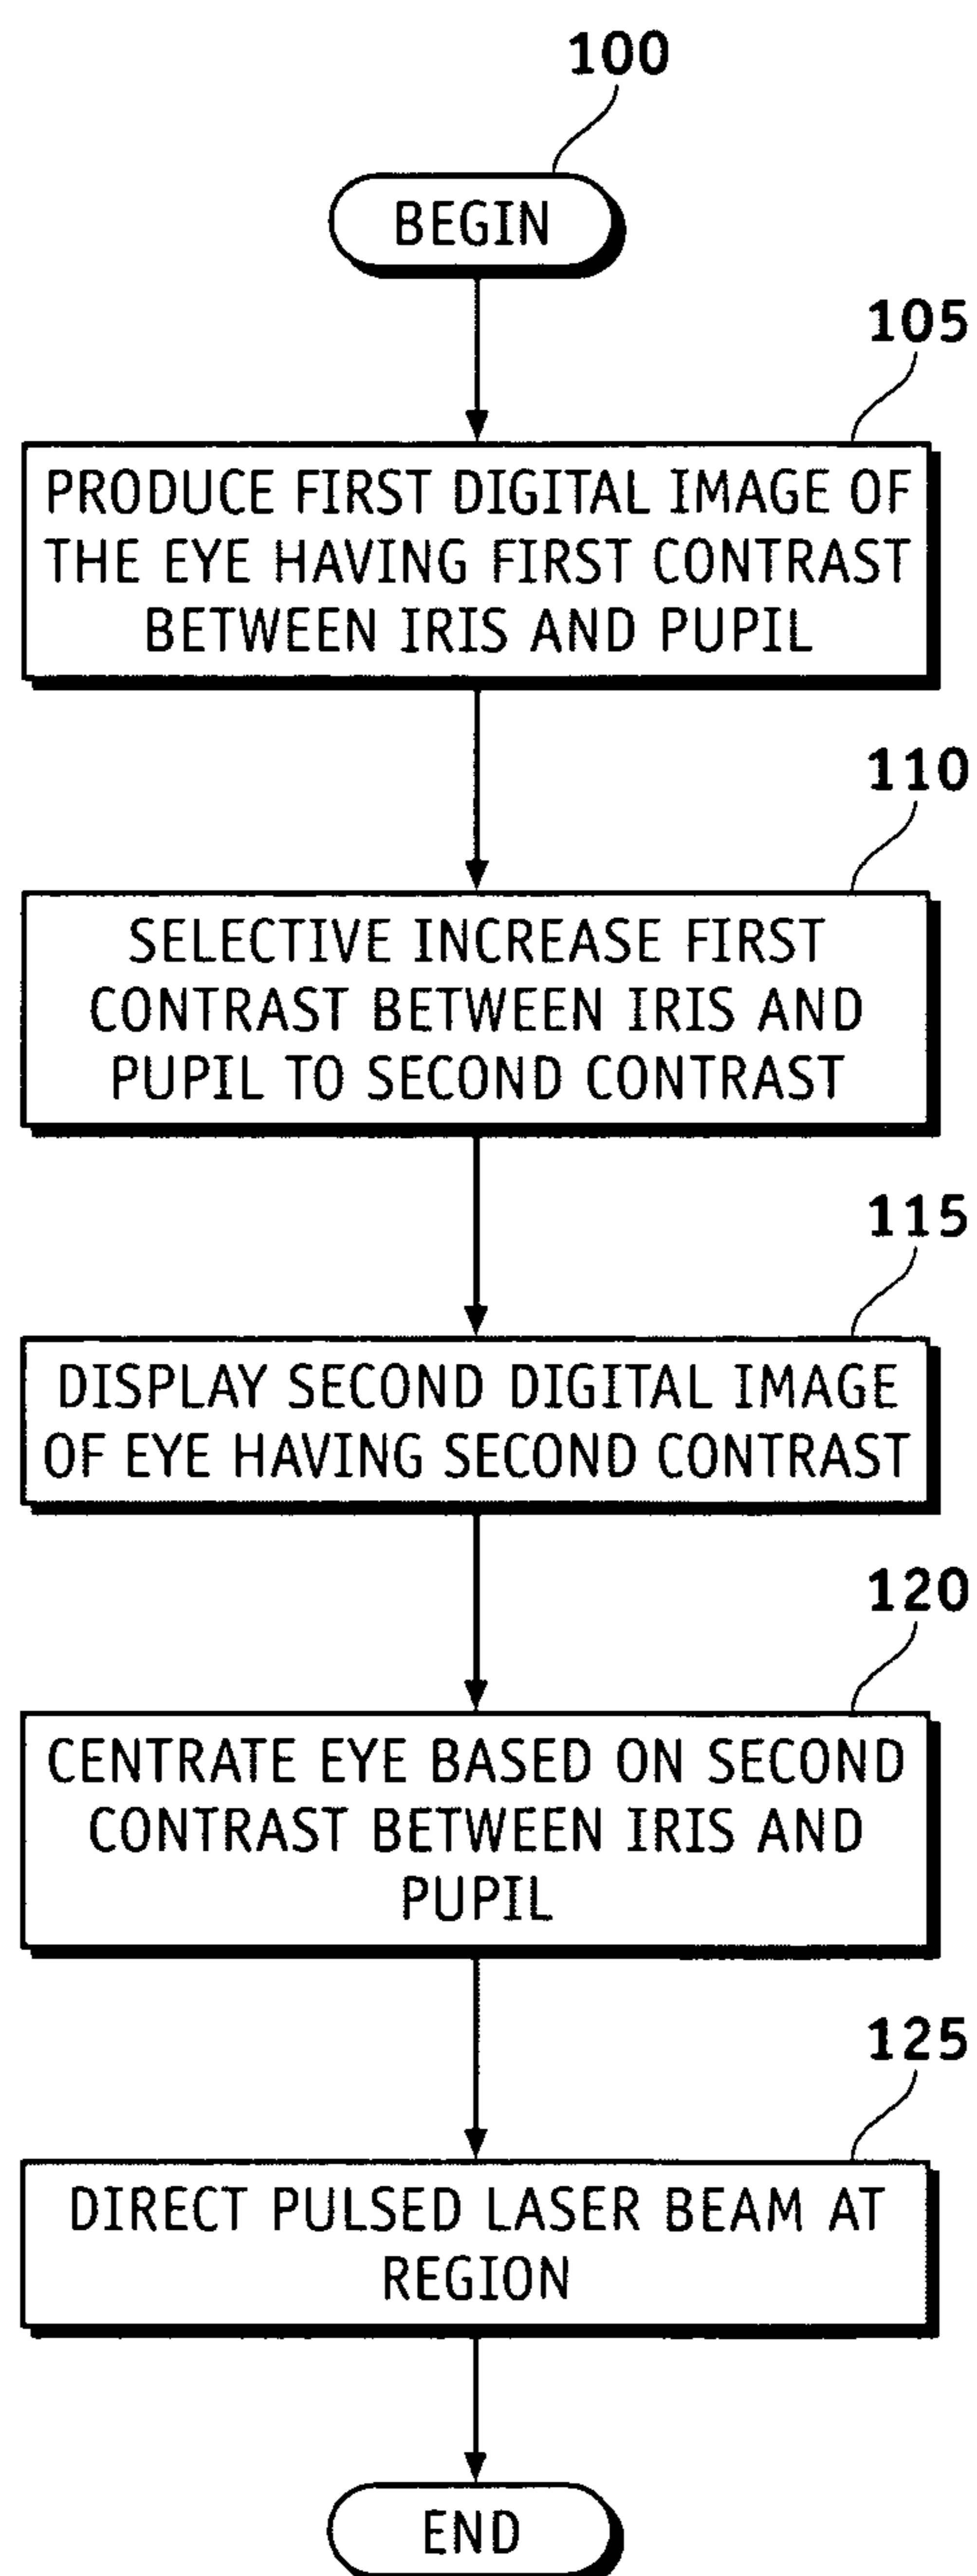 100
BEGIN
105
PRODUCE FIRST DIGITAL IMAGE OF
THE EYE HAVING FIRST CONTRAST
BETWEEN IRIS AND PUPIL
110
SELECTIVE INCREASE FIRST
CONTRAST BETWEEN IRIS AND
PUPIL TO SECOND CONTRAST
115
DISPLAY SECOND DIGITAL IMAGE
OF EYE HAVING SECOND CONTRAST
120
CENTRATE EYE BASED ON SECOND
CONTRAST BETWEEN IRIS AND
PUPIL
125
DIRECT PULSED LASER BEAM AT
REGION
END